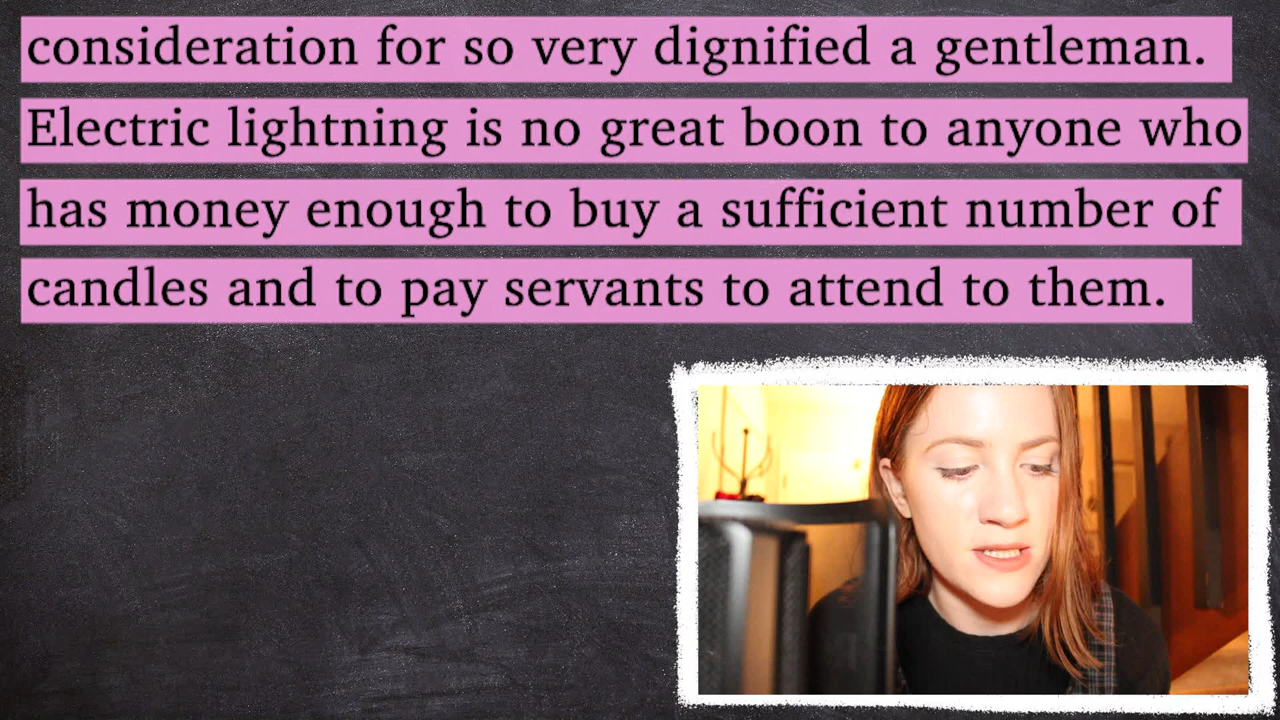 consideration for so very dignified a gentleman.
Electric lightning is no great boon to anyone who
has money enough to buy a sufficient number of
candles and to pay servants to attend to them.